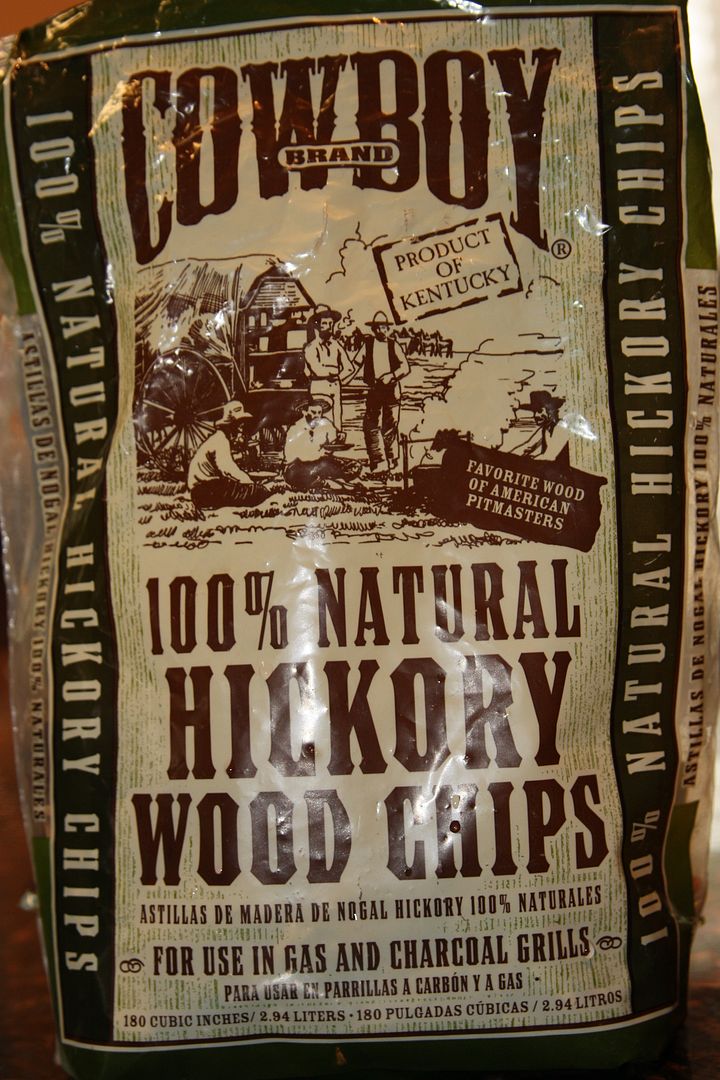 COWBOY
BRAND
®
PRODUCT
OF
KENTUCKY
FAVORITE WOOD
OF AMERICAN
PITMASTERS
100% NATURAL
HICKORY
WOOD CHIPS
ASTILLAS DE MADERA DE NOGAL HICKORY 100% NATURALES
FOR USE IN GAS AND CHARCOAL GRILLS
PARA USAR EN PARRILLAS A CARBÓN Y A GAS
180 CUBIC INCHES/ 2.94 LITERS • 180 PULGADAS CÚBICAS / 2.94 LITROS
100% NATURAL HICKORY CHIPS
100% NATURAL HICKORY CHIPS
ASTILLAS DE NOGAL HICKORY 100% NATURALES
ASTILLAS DE NOGAL HICKORY 100% NATURALES